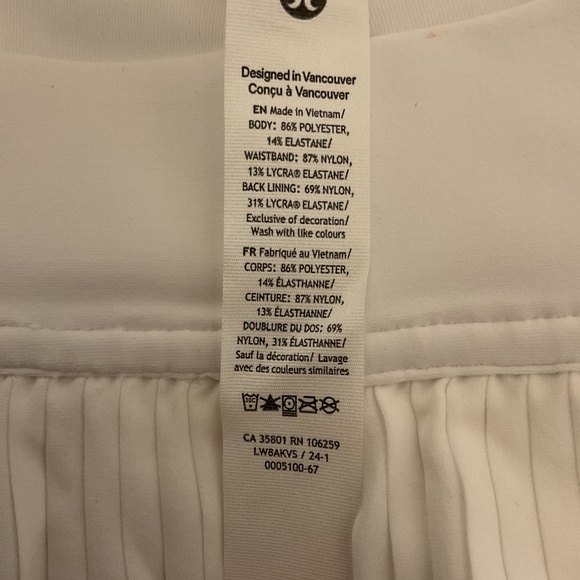 Designed in Vancouver
Conçu à Vancouver
EN Made in Vietnam/
BODY: 86% POLYESTER,
14% ELASTANE/
WAISTBAND: 87% NYLON,
13% LYCRA® ELASTANE/
BACK LINING: 69% NYLON,
31% LYCRA® ELASTANE/
Exclusive of decoration/
Wash with like colours
FR Fabriqué au Vietnam/
CORPS: 86% POLYESTER,
14% ÉLASTHANNE/
CEINTURE: 87% NYLON,
13% ÉLASTHANNE/
DOUBLURE DU DOS: 69%
NYLON, 31% ÉLASTHANNE/
Sauf la décoration/ Lavage
avec des couleurs similaires
CA 35801 RN 106259
LW8AKVS / 24-1
0005100-67